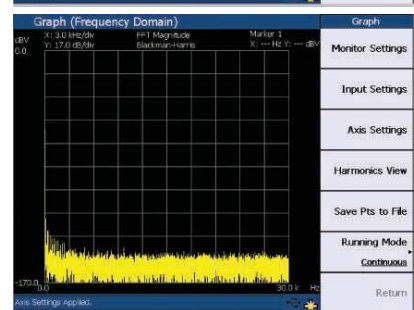 Graph (Frequency Domain)
Graph
dBV
X: 3.0 kHz/div
FFT Magnitude
Marker 1
0.0
Y: 17.0 dB/div
Blackman-Harris
X: --- Hz Y: --- dBV
Monitor Settings
Input Settings
Axis Settings
Harmonics View
Save Pts to File
Running Mode
Continuous
-170.0
0.0
30.0 k
Hz
Return
Axis Settings Applied.